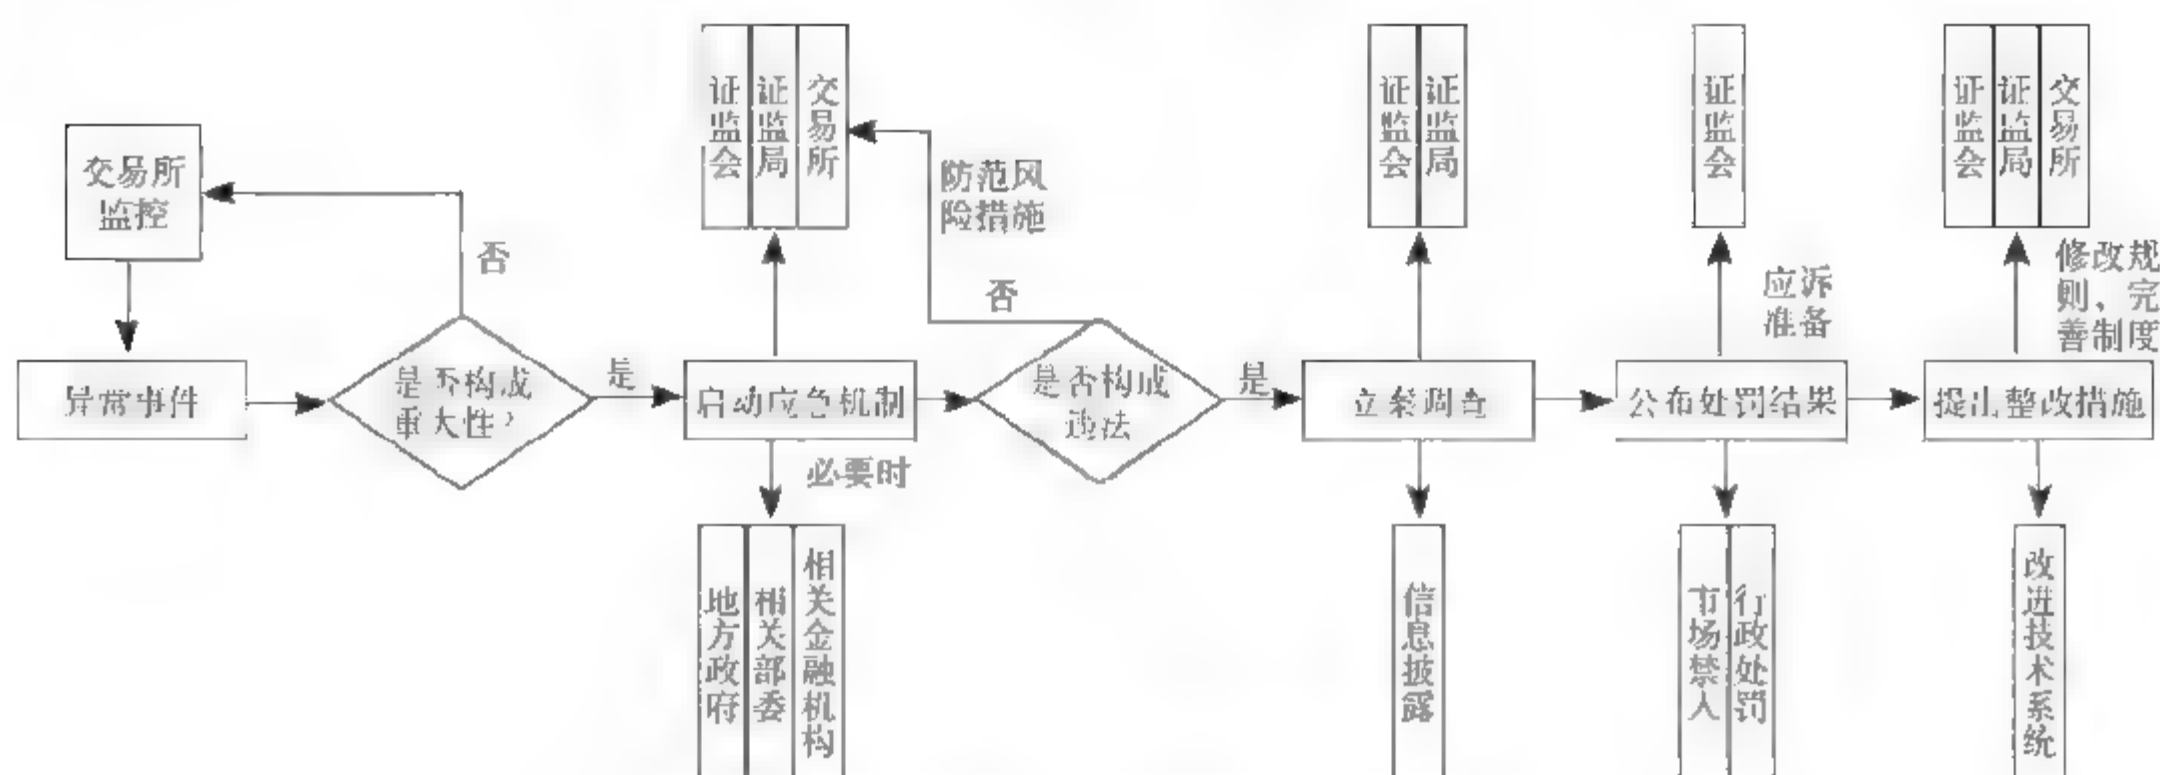 证监会
证监局
交易所
证监会
证监局
证监会
证监会
证监局
交易所
交易所
监控
防范风
险措施
否
否
应诉
准备
修改规
则、完
善制度
异常事件
是否构成
重大性？
是
启动应急机制
是否构成
违法
是
立案调查
公布处罚结果
提出整改措施
必要时
地方政府
相关部委
相关金融机构
信息披露
市场禁入
行政处罚
改进技术系统